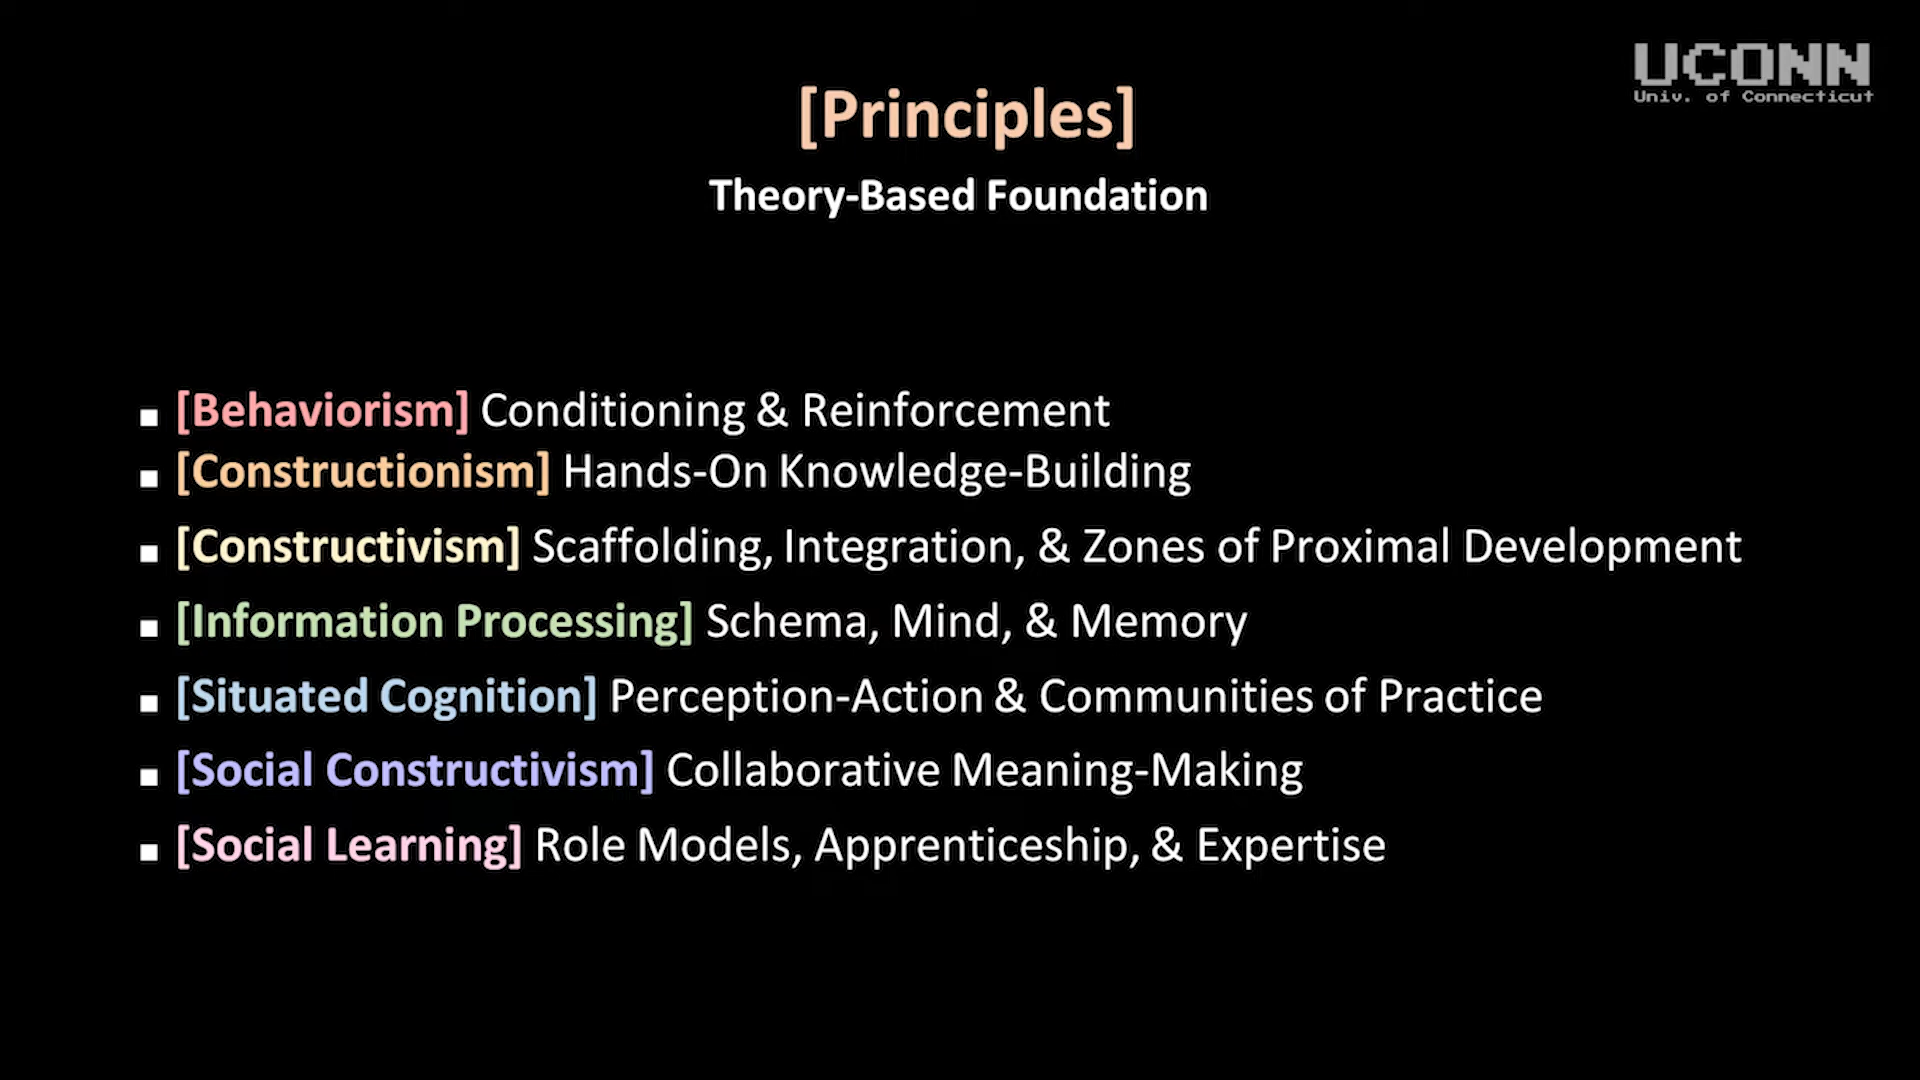 UCONN
Univ. of Connecticut
[Principles]
Theory-Based Foundation
[Behaviorism] Conditioning & Reinforcement
[Constructionism] Hands-On Knowledge-Building
[Constructivism] Scaffolding, Integration, & Zones of Proximal Development
[Information Processing] Schema, Mind, & Memory
[Situated Cognition] Perception-Action & Communities of Practice
[Social Constructivism] Collaborative Meaning-Making
[Social Learning] Role Models, Apprenticeship, & Expertise